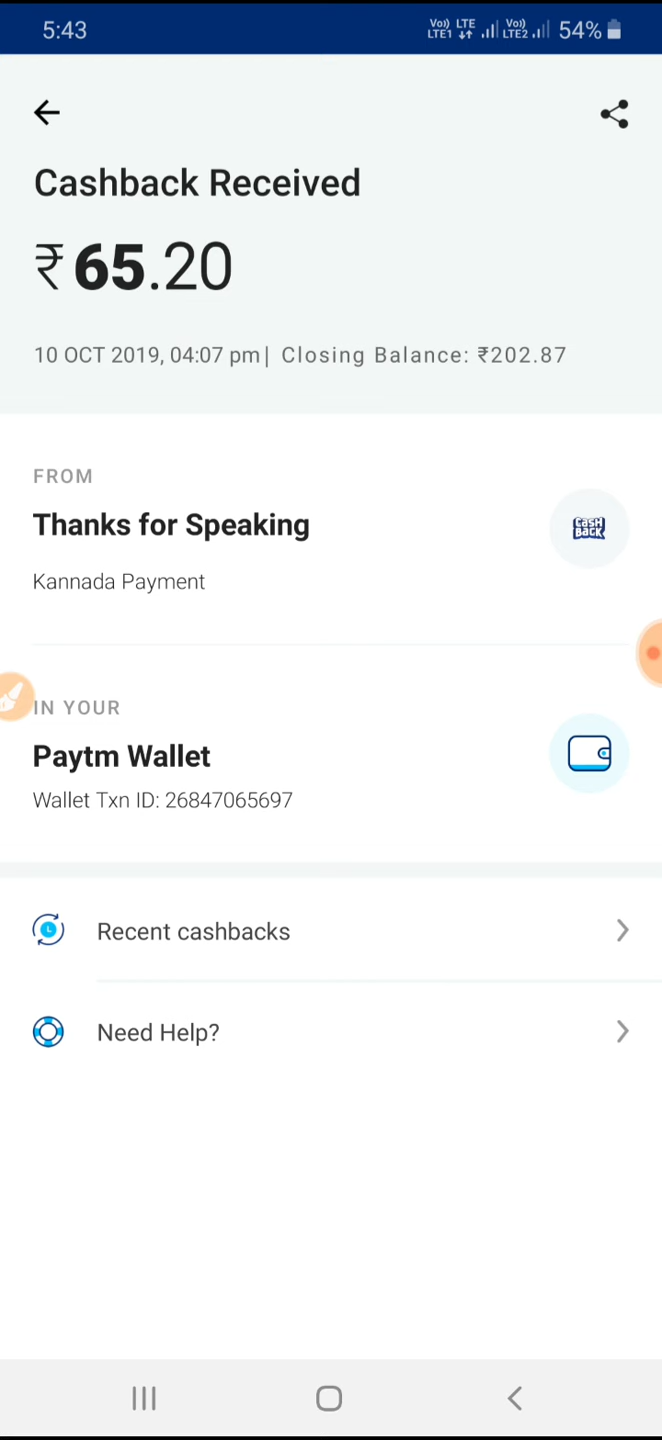 5:43
Vo)) LTE Vo)) 54%
LTE1 LTE2
Cashback Received
₹65.20
10 OCT 2019, 04:07 pm| Closing Balance: ₹202.87
FROM
Thanks for Speaking
CASH
BACK
Kannada Payment
IN YOUR
Paytm Wallet
Wallet Txn ID: 26847065697
Recent cashbacks
Need Help?